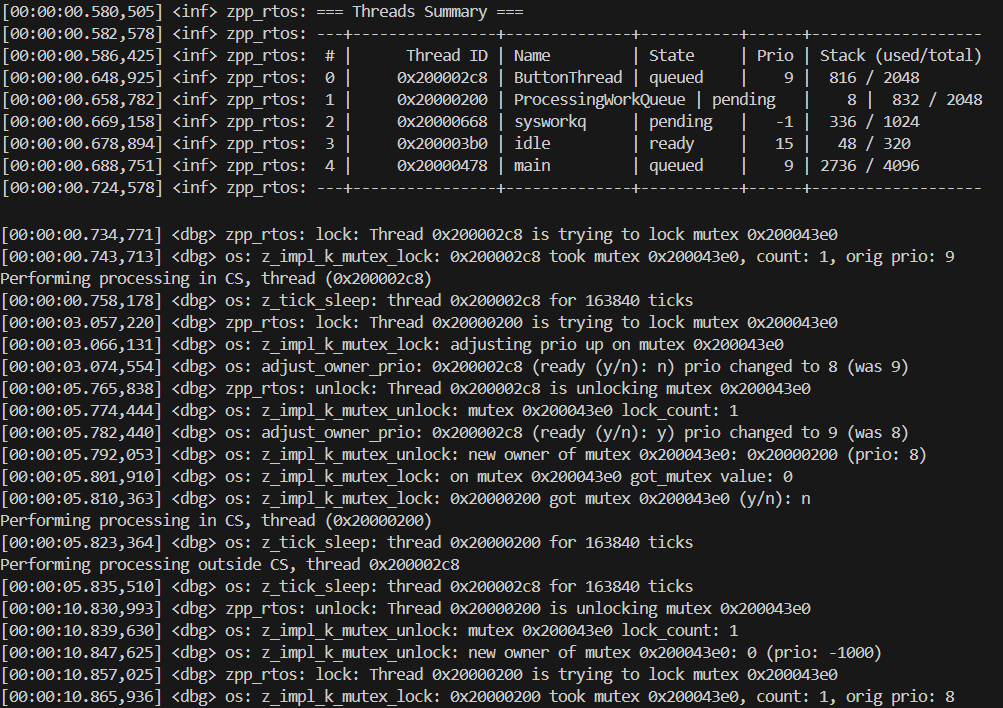 [00:00:00.580,505] <inf> zpp_rtos: === Threads Summary ===
[00:00:00.582,578] <inf> zpp_rtos: ---+----------------+--------------+-----------+------+-------------------
[00:00:00.586,425] <inf> zpp_rtos:  # |      Thread ID | Name         | State     | Prio | Stack (used/total)
[00:00:00.648,925] <inf> zpp_rtos:  0 |     0x200002c8 | ButtonThread | queued    |    9 |  816 / 2048
[00:00:00.658,782] <inf> zpp_rtos:  1 |     0x20000200 | ProcessingWorkQueue | pending   |    8 |  832 / 2048
[00:00:00.669,158] <inf> zpp_rtos:  2 |     0x20000668 | sysworkq     | pending   |   -1 |  336 / 1024
[00:00:00.678,894] <inf> zpp_rtos:  3 |     0x200003b0 | idle         | ready     |   15 |   48 / 320
[00:00:00.688,751] <inf> zpp_rtos:  4 |     0x20000478 | main         | queued    |    9 | 2736 / 4096
[00:00:00.724,578] <inf> zpp_rtos: ---+----------------+--------------+-----------+------+-------------------
[00:00:00.734,771] <dbg> zpp_rtos: lock: Thread 0x200002c8 is trying to lock mutex 0x200043e0
[00:00:00.743,713] <dbg> os: z_impl_k_mutex_lock: 0x200002c8 took mutex 0x200043e0, count: 1, orig prio: 9
Performing processing in CS, thread (0x200002c8)
[00:00:00.758,178] <dbg> os: z_tick_sleep: thread 0x200002c8 for 163840 ticks
[00:00:03.057,220] <dbg> zpp_rtos: lock: Thread 0x20000200 is trying to lock mutex 0x200043e0
[00:00:03.066,131] <dbg> os: z_impl_k_mutex_lock: adjusting prio up on mutex 0x200043e0
[00:00:03.074,554] <dbg> os: adjust_owner_prio: 0x200002c8 (ready (y/n): n) prio changed to 8 (was 9)
[00:00:05.765,838] <dbg> zpp_rtos: unlock: Thread 0x200002c8 is unlocking mutex 0x200043e0
[00:00:05.774,444] <dbg> os: z_impl_k_mutex_unlock: mutex 0x200043e0 lock_count: 1
[00:00:05.782,440] <dbg> os: adjust_owner_prio: 0x200002c8 (ready (y/n): y) prio changed to 9 (was 8)
[00:00:05.792,053] <dbg> os: z_impl_k_mutex_unlock: new owner of mutex 0x200043e0: 0x20000200 (prio: 8)
[00:00:05.801,910] <dbg> os: z_impl_k_mutex_lock: on mutex 0x200043e0 got_mutex value: 0
[00:00:05.810,363] <dbg> os: z_impl_k_mutex_lock: 0x20000200 got mutex 0x200043e0 (y/n): n
Performing processing in CS, thread (0x20000200)
[00:00:05.823,364] <dbg> os: z_tick_sleep: thread 0x20000200 for 163840 ticks
Performing processing outside CS, thread 0x200002c8
[00:00:05.835,510] <dbg> os: z_tick_sleep: thread 0x200002c8 for 163840 ticks
[00:00:10.830,993] <dbg> zpp_rtos: unlock: Thread 0x20000200 is unlocking mutex 0x200043e0
[00:00:10.839,630] <dbg> os: z_impl_k_mutex_unlock: mutex 0x200043e0 lock_count: 1
[00:00:10.847,625] <dbg> os: z_impl_k_mutex_unlock: new owner of mutex 0x200043e0: 0 (prio: -1000)
[00:00:10.857,025] <dbg> zpp_rtos: lock: Thread 0x20000200 is trying to lock mutex 0x200043e0
[00:00:10.865,936] <dbg> os: z_impl_k_mutex_lock: 0x20000200 took mutex 0x200043e0, count: 1, orig prio: 8